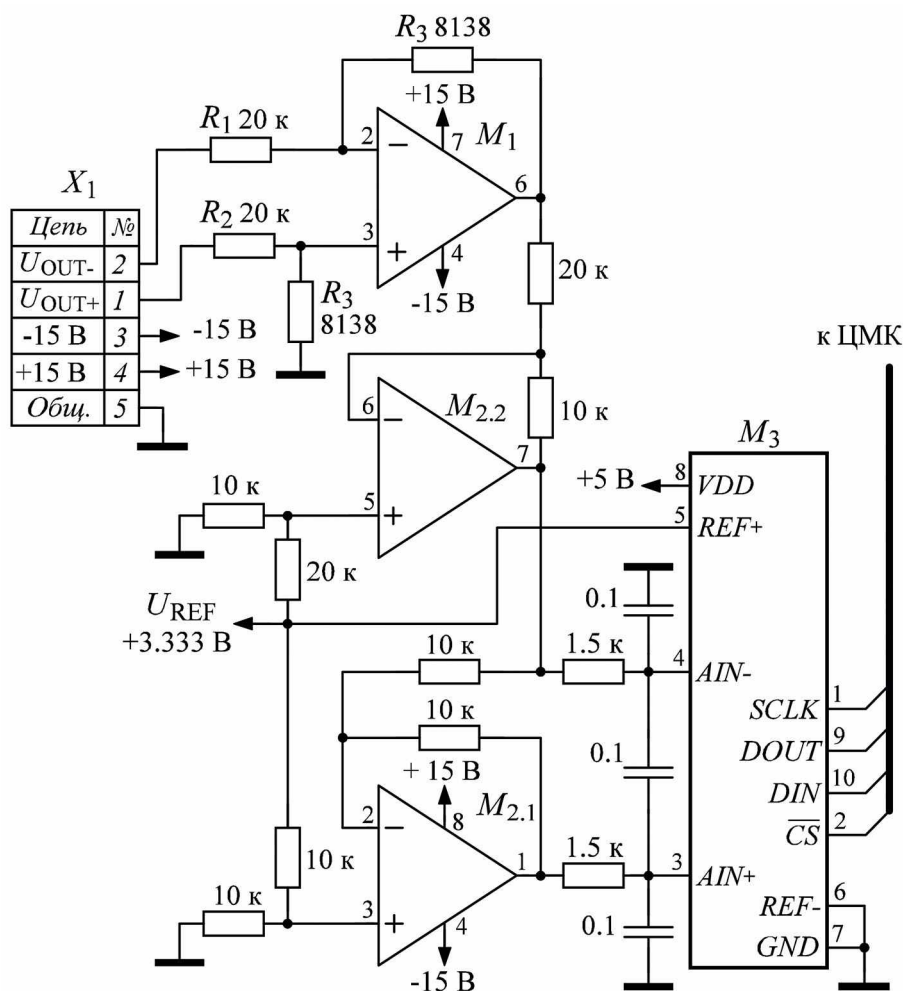 R3 8138
+15 В
R1 20 к
2
7
M1
6
3
4
-15 В
R2 20 к
R3
8138
X1
Цепь №
UOUT- 2
UOUT+ 1
-15 В 3
+15 В 4
Общ. 5
-15 В
+15 В
20 к
10 к
M2.2
6
7
5
10 к
20 к
UREF
+3.333 В
к ЦМК
M3
+5 В
8 VDD
5 REF+
0.1
10 к
1.5 к
4 AIN-
10 к
+ 15 В
0.1
SCLK 1
DOUT 9
DIN 10
CS 2
2
8
M2.1
1
1.5 к
3 AIN+
10 к
10 к
3
4
-15 В
0.1
REF- 6
GND 7